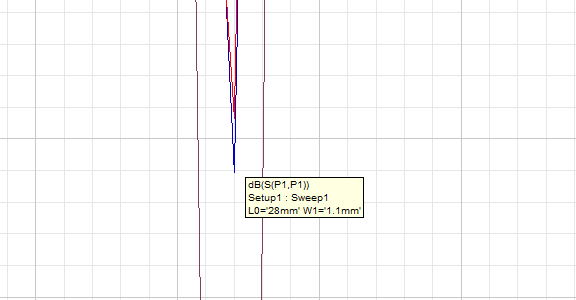 dB(S(P1,P1))
Setup1 : Sweep1
L0='28mm' W1='1.1mm'